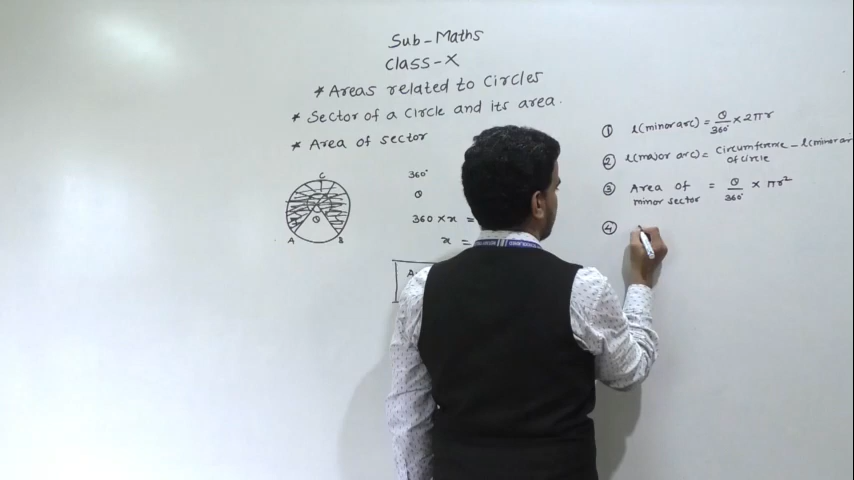 Sub-Maths
Class-X
* Areas related to Circles
* Sector of a Circle and its area.
* Area of sector
C
θ
A
B
360°
θ
360 × x =
x =
A
① l(minor arc) = θ/360° × 2πr
② l(major arc) = Circumference - l(minor ar
of circle
③ Area of = θ/360° × πr²
minor sector
④